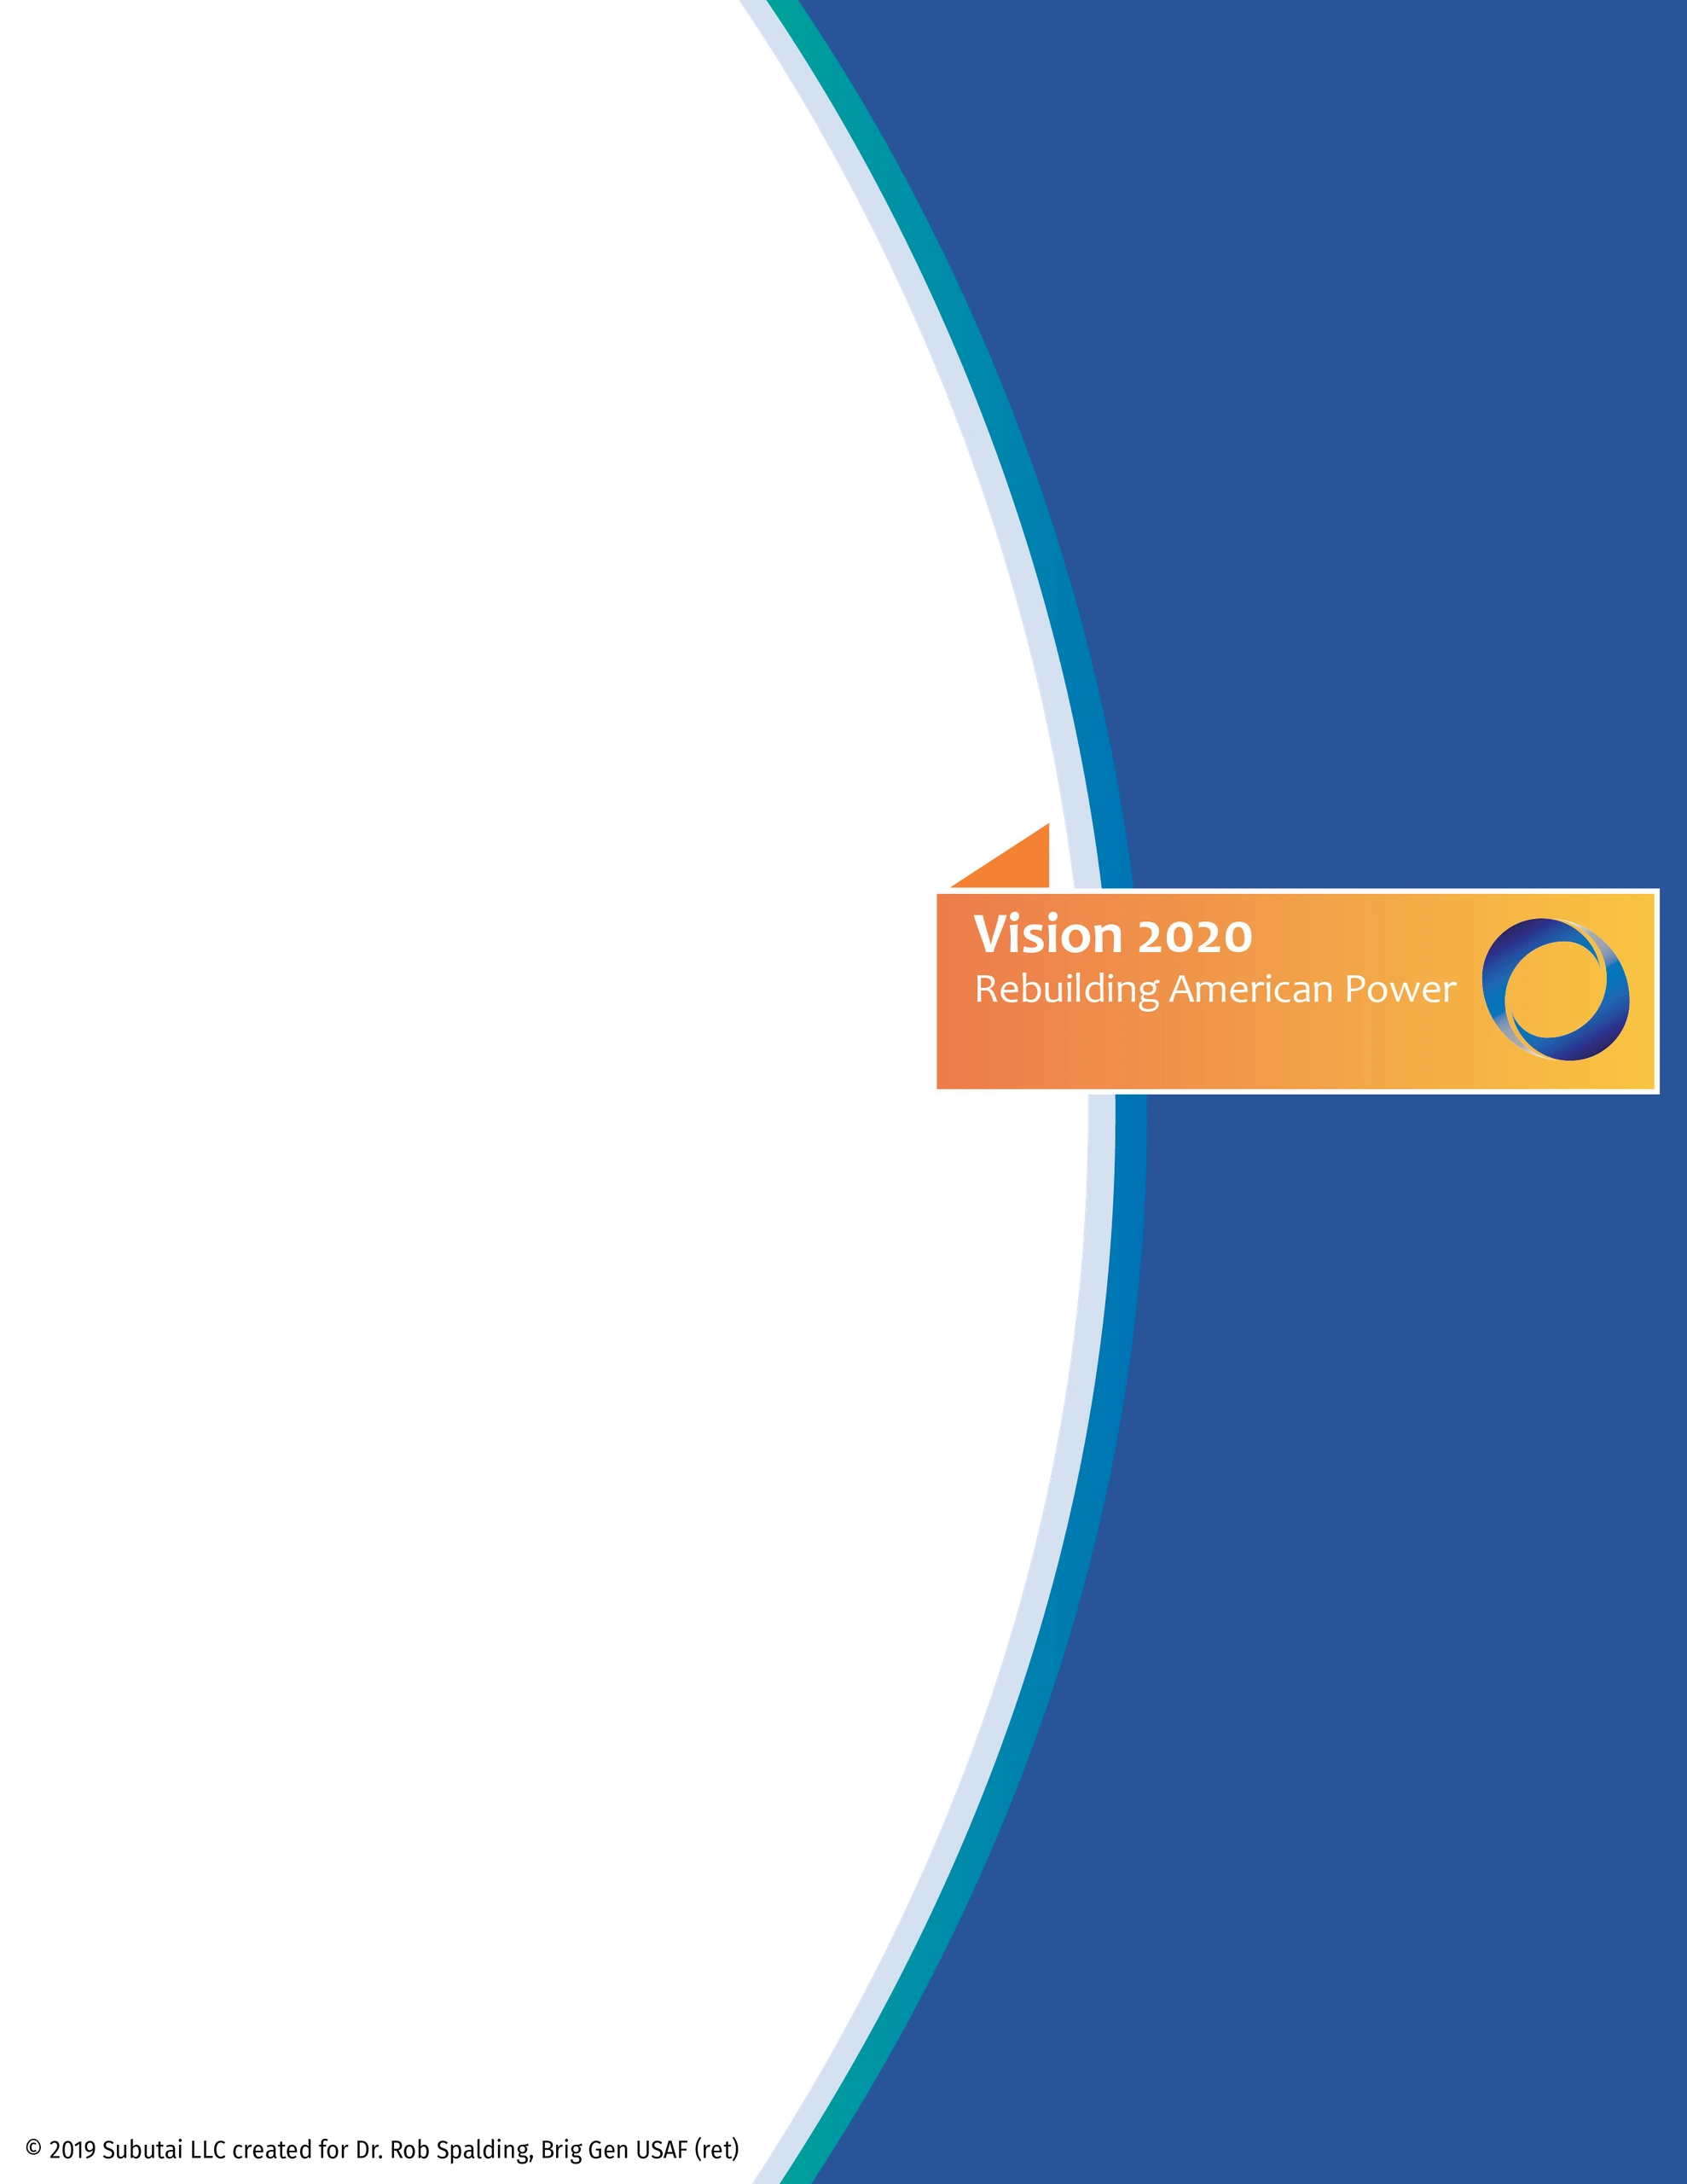 Vision 2020
Rebuilding American Power
© 2019 Subutai LLC created for Dr. Rob Spalding, Brig Gen USAF (ret)